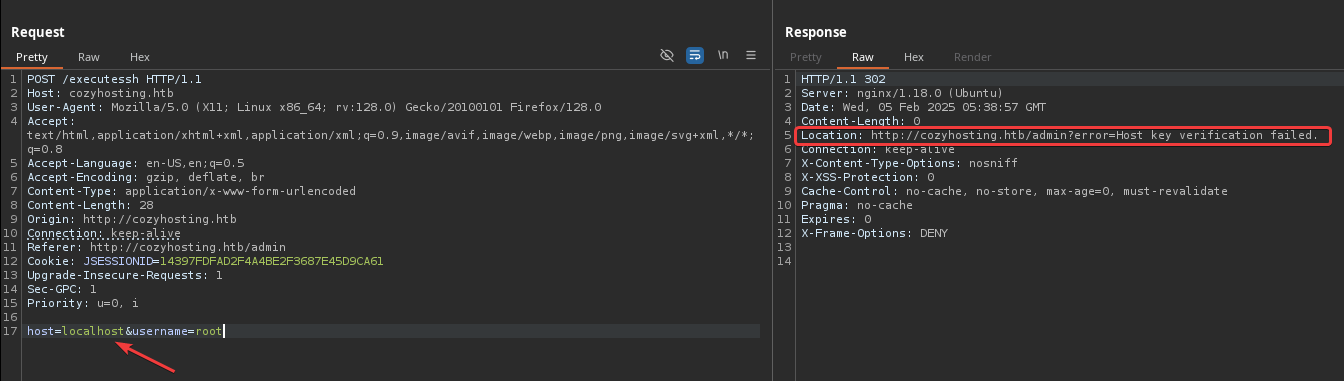 Request
Pretty Raw Hex
\n
1 POST /executessh HTTP/1.1
2 Host: cozyhosting.htb
3 User-Agent: Mozilla/5.0 (X11; Linux x86_64; rv:128.0) Gecko/20100101 Firefox/128.0
4 Accept:
text/html,application/xhtml+xml,application/xml;q=0.9,image/avif,image/webp,image/png,image/svg+xml,*/*;
q=0.8
5 Accept-Language: en-US,en;q=0.5
6 Accept-Encoding: gzip, deflate, br
7 Content-Type: application/x-www-form-urlencoded
8 Content-Length: 28
9 Origin: http://cozyhosting.htb
10 Connection: keep-alive
11 Referer: http://cozyhosting.htb/admin
12 Cookie: JSESSIONID=14397FDFAD2F4A4BE2F3687E45D9CA61
13 Upgrade-Insecure-Requests: 1
14 Sec-GPC: 1
15 Priority: u=0, i
16
17 host=localhost&username=root
Response
Pretty Raw Hex Render
1 HTTP/1.1 302
2 Server: nginx/1.18.0 (Ubuntu)
3 Date: Wed, 05 Feb 2025 05:38:57 GMT
4 Content-Length: 0
5 Location: http://cozyhosting.htb/admin?error=Host key verification failed.
6 Connection: keep-alive
7 X-Content-Type-Options: nosniff
8 X-XSS-Protection: 0
9 Cache-Control: no-cache, no-store, max-age=0, must-revalidate
10 Pragma: no-cache
11 Expires: 0
12 X-Frame-Options: DENY
13
14